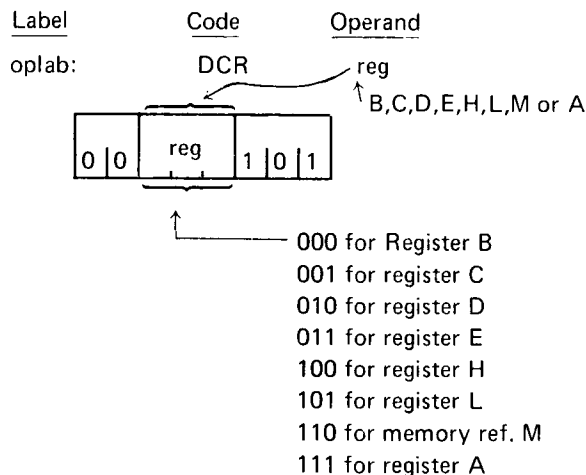 Label Code Operand
oplab: DCR reg
B,C,D,E,H,L,M or A
0 0 reg 1 0 1
000 for Register B
001 for register C
010 for register D
011 for register E
100 for register H
101 for register L
110 for memory ref. M
111 for register A